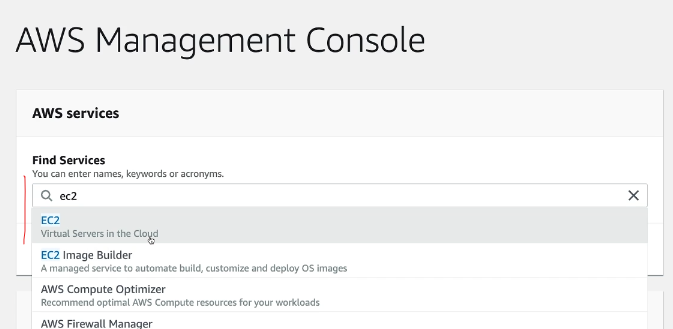 AWS Management Console
AWS services
Find Services
You can enter names, keywords or acronyms.
ec2
EC2
Virtual Servers in the Cloud
EC2 Image Builder
A managed service to automate build, customize and deploy OS images
AWS Compute Optimizer
Recommend optimal AWS Compute resources for your workloads
AWS Firewall Manager